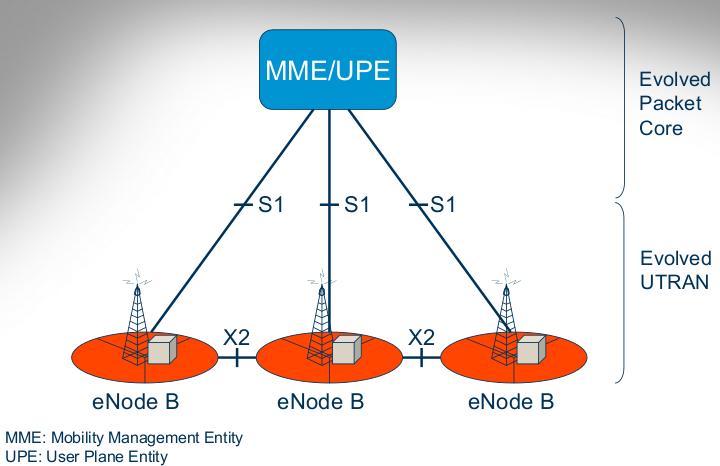 MME/UPE
Evolved
Packet
Core
S1
S1
S1
Evolved
UTRAN
X2
X2
eNode B
eNode B
eNode B
MME: Mobility Management Entity
UPE: User Plane Entity